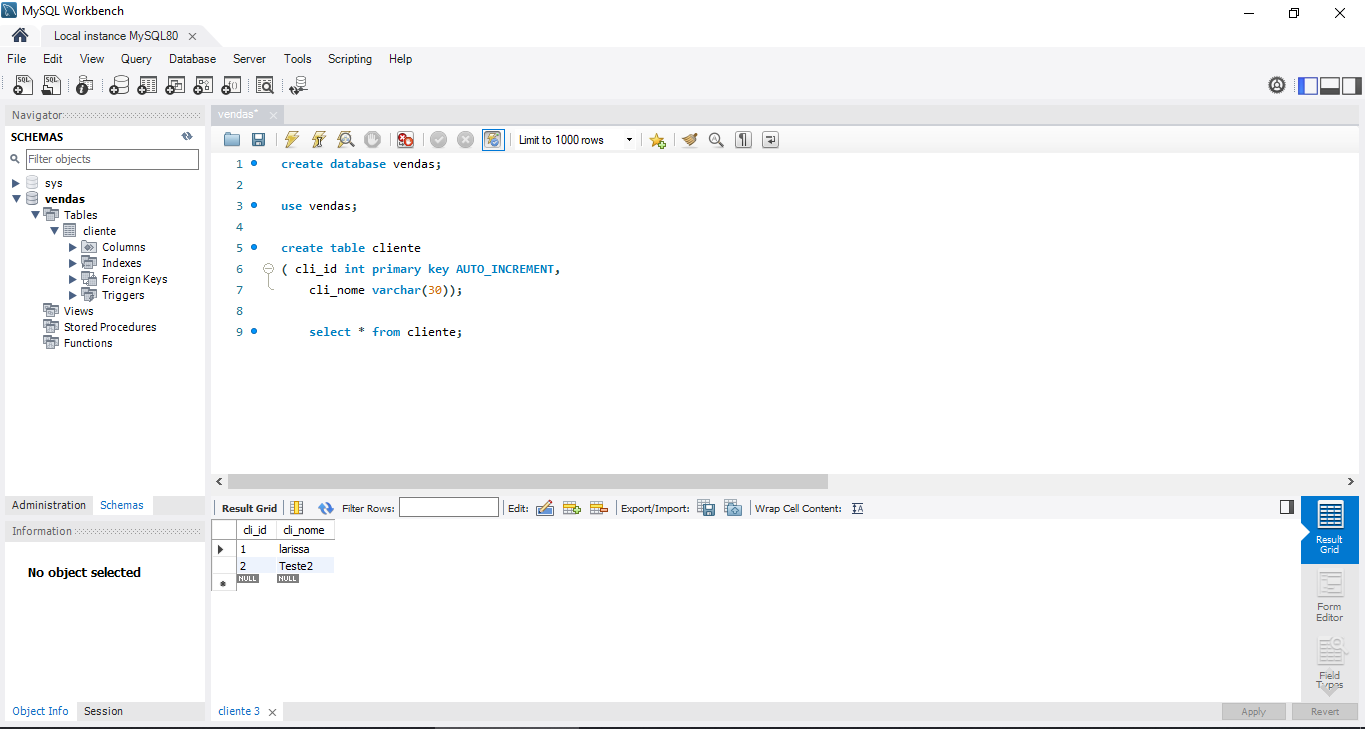 MySQL Workbench
Local instance MySQL80
File Edit View Query Database Server Tools Scripting Help
Navigator
SCHEMAS
Filter objects
sys
vendas
Tables
cliente
Columns
Indexes
Foreign Keys
Triggers
Views
Stored Procedures
Functions
Administration Schemas
Information
No object selected
Object Info Session
vendas*
Limit to 1000 rows
1 create database vendas;
2
3 use vendas;
4
5 create table cliente
6 ( cli_id int primary key AUTO_INCREMENT,
7 cli_nome varchar(30));
8
9 select * from cliente;
Result Grid Filter Rows: Edit: Export/Import: Wrap Cell Content:
cli_id cli_nome
1 larissa
2 Teste2
NULL NULL
Result
Grid
Form
Editor
Field
Types
cliente 3
Apply Revert